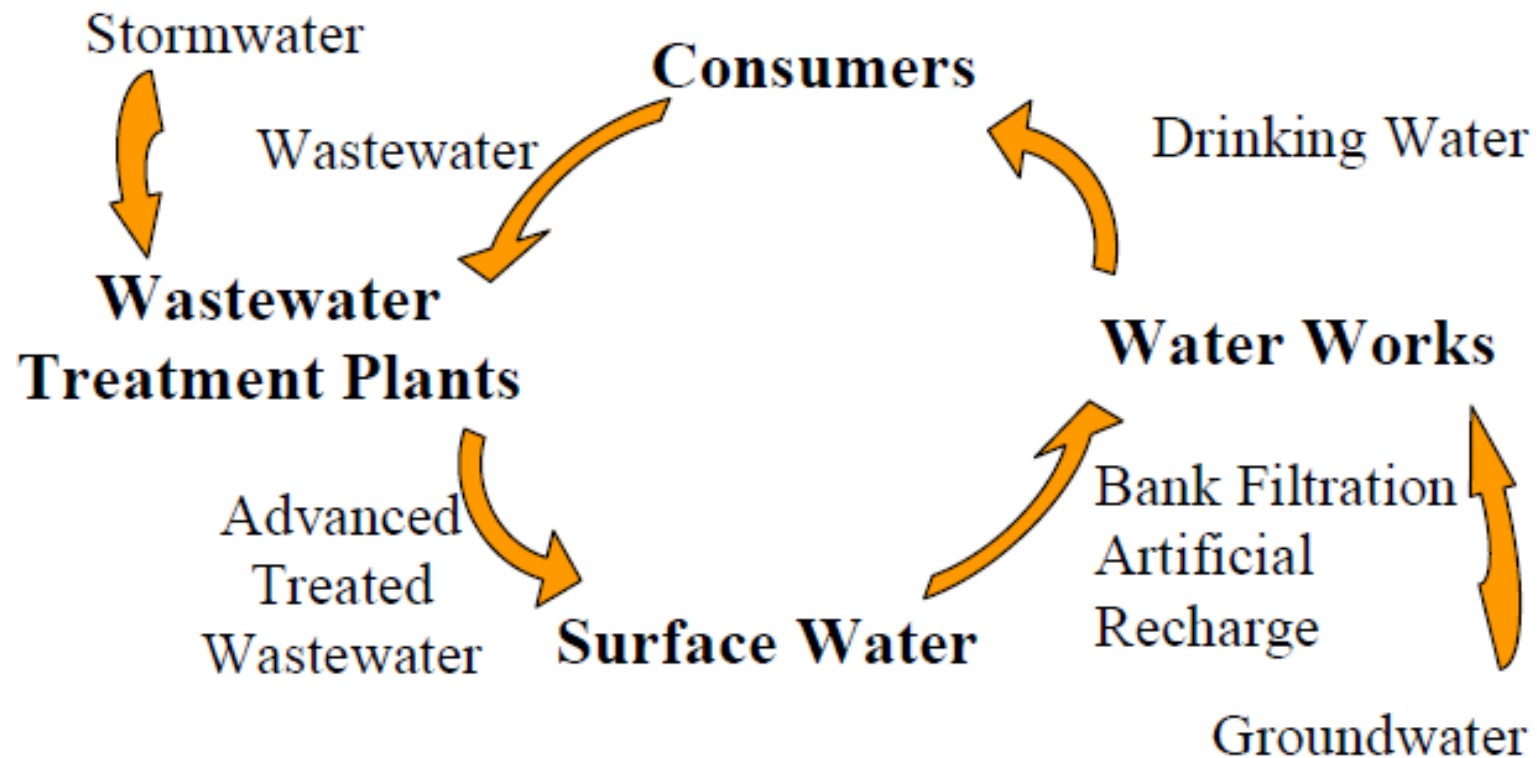 Stormwater
Consumers
Wastewater
Drinking Water
Wastewater
Treatment Plants
Water Works
Advanced
Treated
Wastewater
Bank Filtration
Artificial
Recharge
Surface Water
Groundwater